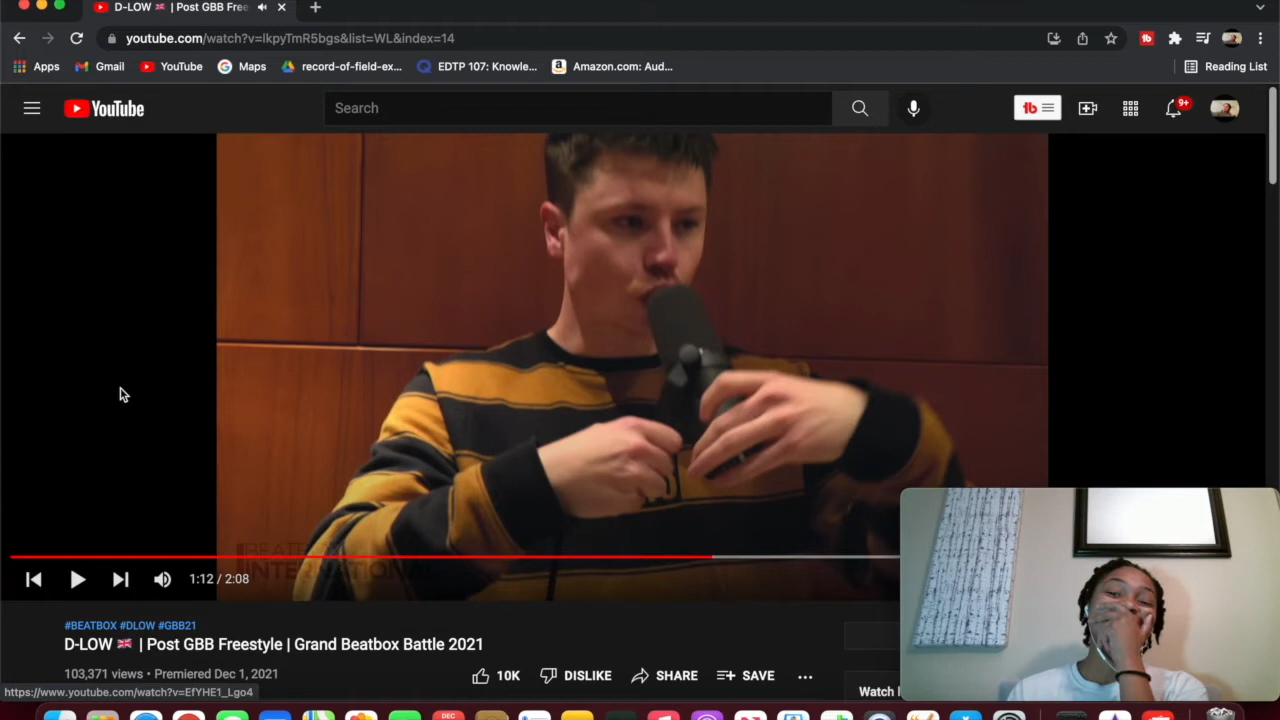 D-LOW 🇬🇧 | Post GBB Free
youtube.com/watch?v=lkpyTmR5bgs&list=WL&index=14
Apps Gmail YouTube Maps record-of-field-ex... EDTP 107: Knowle... Amazon.com: Aud... Reading List
YouTube Search 9+
INTERNATIONAL
1:12 / 2:08
#BEATBOX #DLOW #GBB21
D-LOW 🇬🇧 | Post GBB Freestyle | Grand Beatbox Battle 2021
103,371 views • Premiered Dec 1, 2021
10K DISLIKE SHARE SAVE
Watch
https://www.youtube.com/watch?v=EfYHE1_Lgo4
DEC